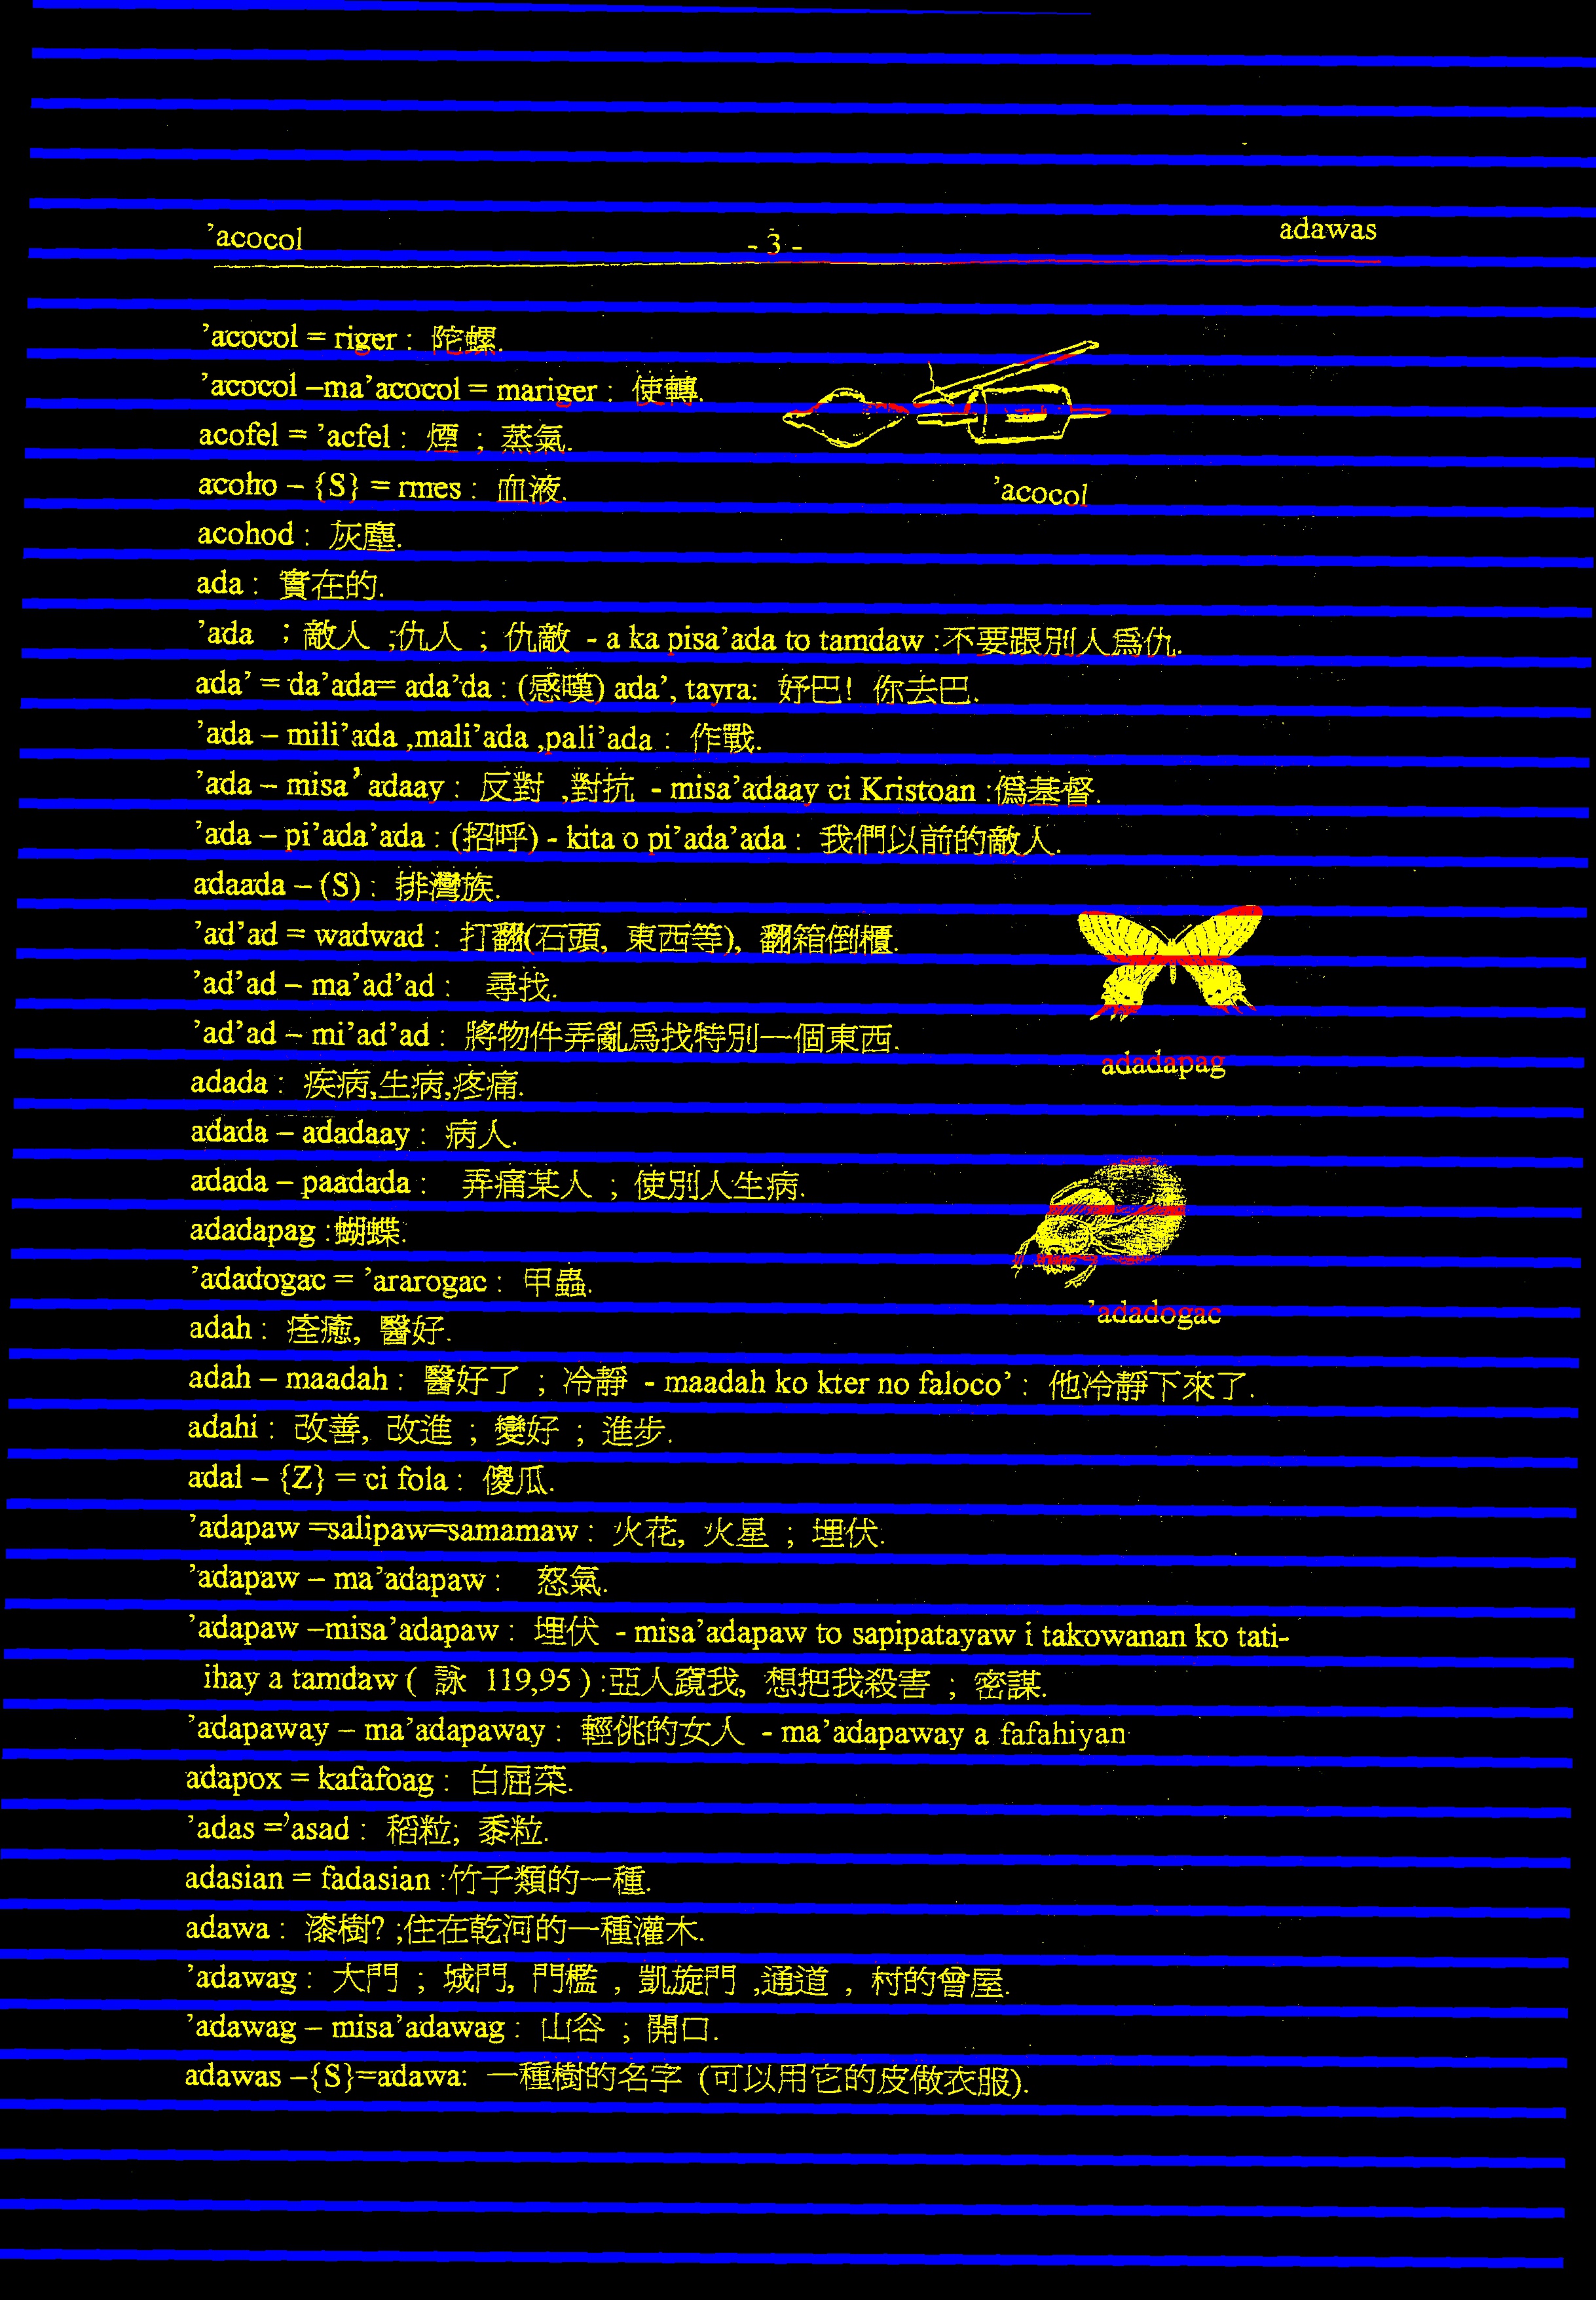 ’acocol - 3 - adawas
’acocol = riger : 陀螺.
’acocol –ma’acocol = mariger : 使轉.
acofel = ’acfel : 煙 ; 蒸氣.
acoho – {S} = rmes : 血液.
’acocol
acohod : 灰塵.
ada : 實在的.
’ada ; 敵人 ;仇人 ; 仇敵 - a ka pisa’ada to tamdaw :不要跟別人爲仇.
ada’ = da’ada= ada’da : (感嘆) ada’, tayra: 好巴! 你去巴.
’ada – mili’ada ,mali’ada ,pali’ada : 作戰.
’ada – misa’ adaay : 反對 ,對抗 - misa’adaay ci Kristoan :僞基督.
’ada – pi’ada’ada : (招呼) - kita o pi’ada’ada : 我們以前的敵人.
adaada – (S) : 排灣族.
’ad’ad = wadwad : 打翻(石頭, 東西等), 翻箱倒櫃.
’ad’ad – ma’ad’ad : 尋找.
’ad’ad – mi’ad’ad : 將物件弄亂爲找特別一個東西.
adadapag
adada : 疾病,生病,疼痛.
adada – adadaay : 病人.
adada – paadada : 弄痛某人 ; 使別人生病.
adadapag :蝴蝶.
’adadogac = ’ararogac : 甲蟲.
’adadogac
adah : 痊癒, 醫好.
adah – maadah : 醫好了 ; 冷靜 - maadah ko kter no faloco’ : 他冷靜下來了.
adahi : 改善, 改進 ; 變好 ; 進步.
adal – {Z} = ci fola : 傻瓜.
’adapaw =salipaw=samamaw : 火花, 火星 ; 埋伏.
’adapaw – ma’adapaw : 怒氣.
’adapaw –misa’adapaw : 埋伏 - misa’adapaw to sapipatayaw i takowanan ko tati-
ihay a tamdaw ( 詠 119,95 ) :亞人窺我, 想把我殺害 ; 密謀.
’adapaway – ma’adapaway : 輕佻的女人 - ma’adapaway a fafahiyan
adapox = kafafoag : 白屈菜.
’adas =’asad : 稻粒; 黍粒.
adasian = fadasian :竹子類的一種.
adawa : 漆樹? ;住在乾河的一種灌木.
’adawag : 大門 ; 城門, 門檻 , 凱旋門 ,通道 , 村的曾屋.
’adawag – misa’adawag : 山谷 ; 開口.
adawas –{S}=adawa: 一種樹的名字 (可以用它的皮做衣服).